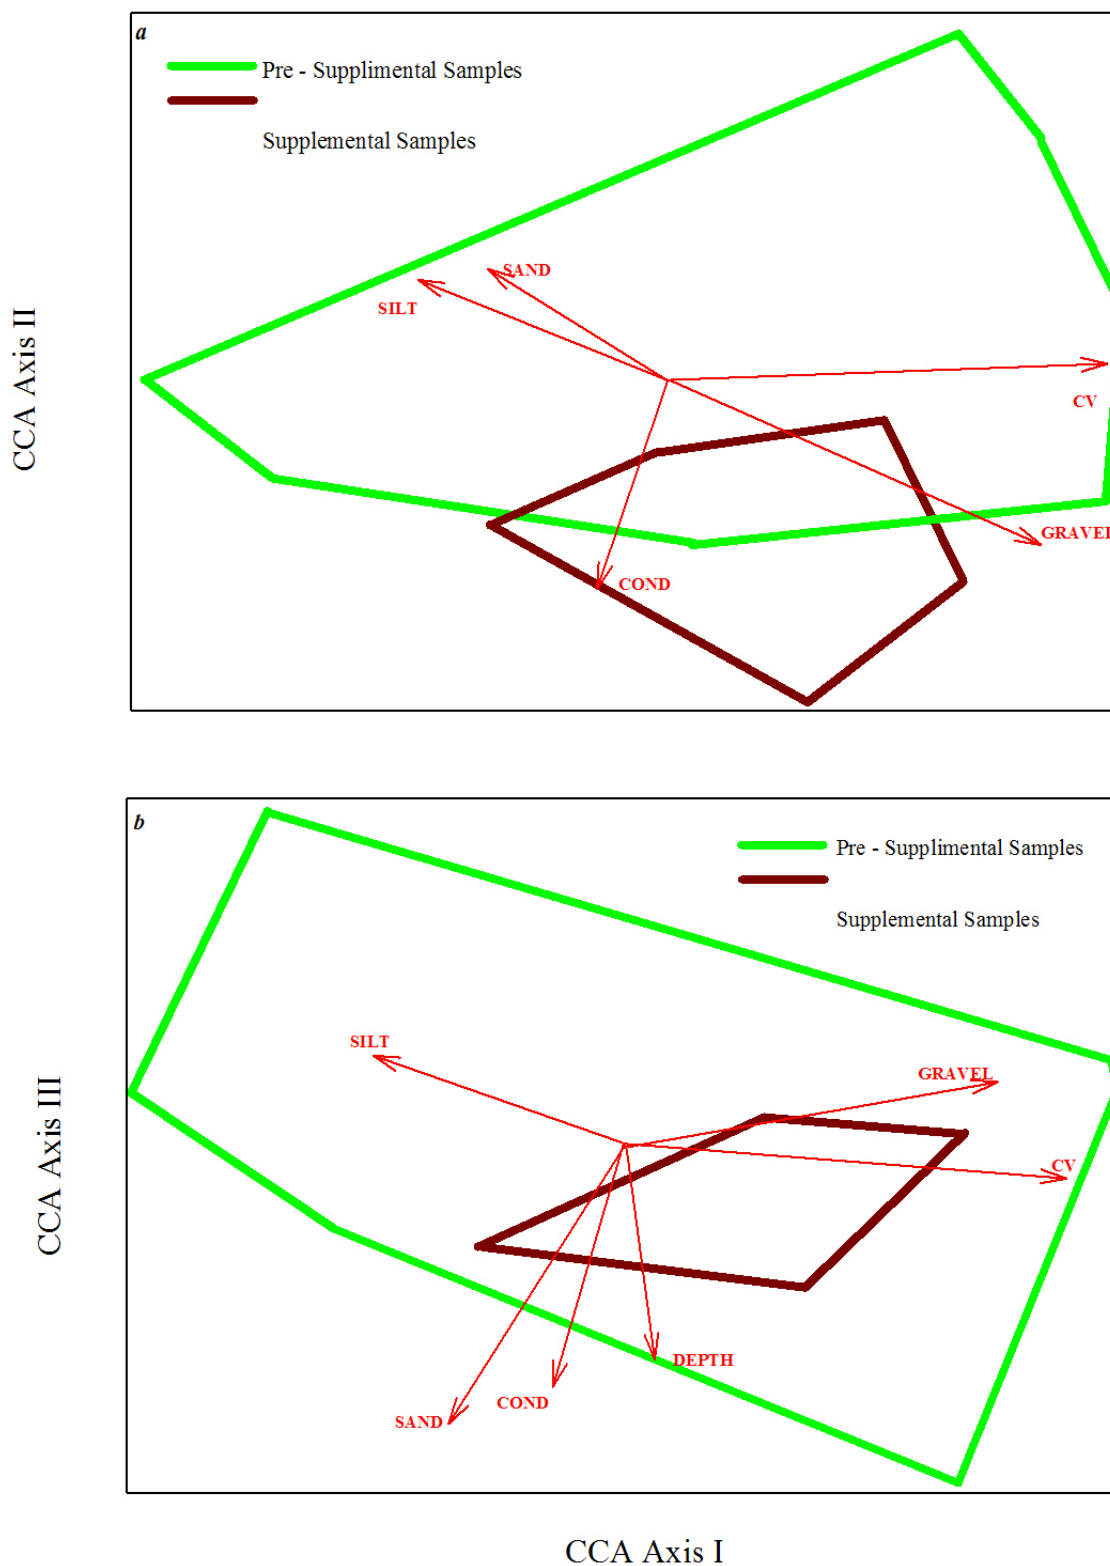 a
Pre - Supplimental Samples
Supplemental Samples
SAND
SILT
CV
GRAVEL
COND
CCA Axis II
b
Pre - Supplimental Samples
Supplemental Samples
SILT
GRAVEL
CV
DEPTH
COND
SAND
CCA Axis III
CCA Axis I